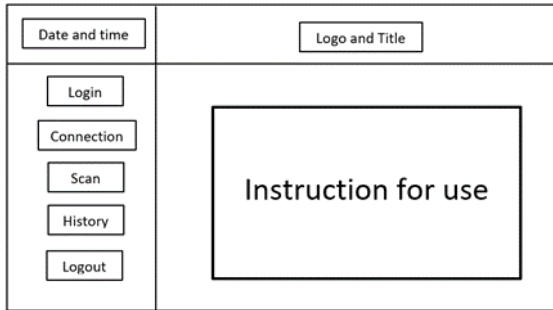 Date and time
Logo and Title
Login
Connection
Scan
History
Logout
Instruction for use